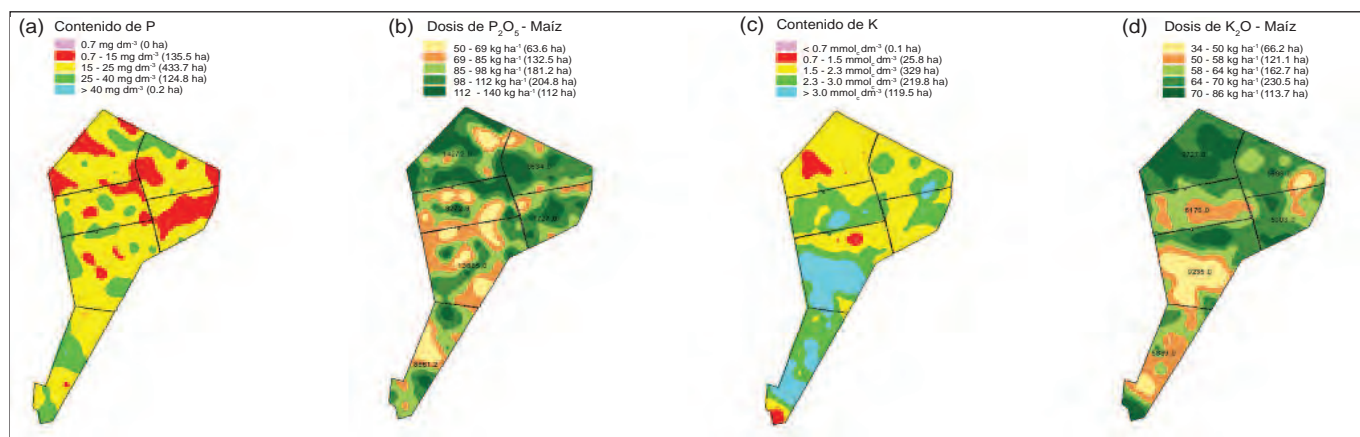 (a) Contenido de P
0.7 mg dm-³ (0 ha)
0.7 - 15 mg dm-³ (135.5 ha)
15 - 25 mg dm-³ (433.7 ha)
25 - 40 mg dm-³ (124.8 ha)
> 40 mg dm-³ (0.2 ha)
(b) Dosis de P₂O₅ - Maíz
50 - 69 kg ha-¹ (63.6 ha)
69 - 85 kg ha-¹ (132.5 ha)
85 - 98 kg ha-¹ (181.2 ha)
98 - 112 kg ha-¹ (204.8 ha)
112 - 140 kg ha-¹ (112 ha)
(c) Contenido de K
< 0.7 mmolc dm-³ (0.1 ha)
0.7 - 1.5 mmolc dm-³ (25.8 ha)
1.5 - 2.3 mmolc dm-³ (329 ha)
2.3 - 3.0 mmolc dm-³ (219.8 ha)
> 3.0 mmolc dm-³ (119.5 ha)
(d) Dosis de K₂O - Maíz
34 - 50 kg ha-¹ (66.2 ha)
50 - 58 kg ha-¹ (121.1 ha)
58 - 64 kg ha-¹ (162.7 ha)
64 - 70 kg ha-¹ (230.5 ha)
70 - 86 kg ha-¹ (113.7 ha)